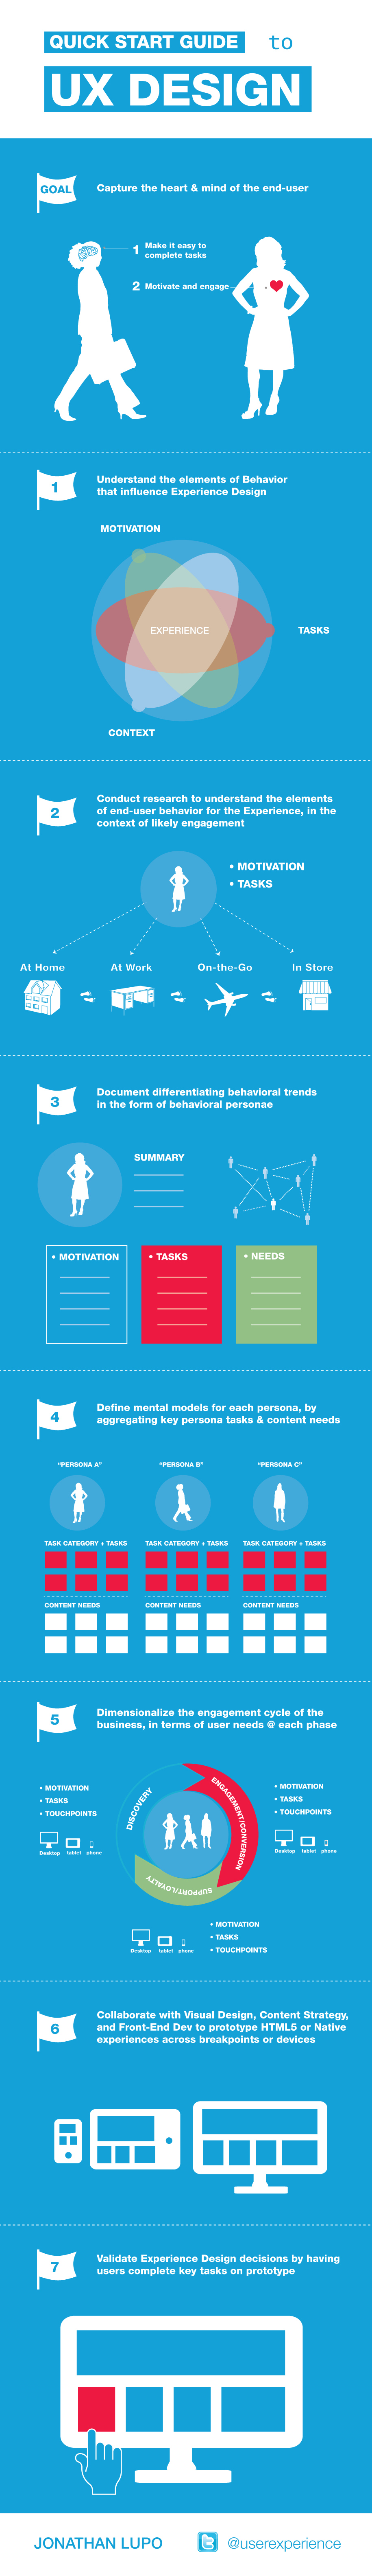 QUICK START GUIDE to
UX DESIGN
GOAL
Capture the heart & mind of the end-user
1 Make it easy to
complete tasks
2 Motivate and engage
1
Understand the elements of Behavior
that influence Experience Design
MOTIVATION
EXPERIENCE
TASKS
CONTEXT
2
Conduct research to understand the elements
of end-user behavior for the Experience, in the
context of likely engagement
• MOTIVATION
• TASKS
At Home At Work On-the-Go In Store
3
Document differentiating behavioral trends
in the form of behavioral personae
SUMMARY
• MOTIVATION
• TASKS
• NEEDS
4
Define mental models for each persona, by
aggregating key persona tasks & content needs
"PERSONA A" "PERSONA B" "PERSONA C"
TASK CATEGORY + TASKS TASK CATEGORY + TASKS TASK CATEGORY + TASKS
CONTENT NEEDS CONTENT NEEDS CONTENT NEEDS
5
Dimensionalize the engagement cycle of the
business, in terms of user needs @ each phase
• MOTIVATION
• TASKS
• TOUCHPOINTS
Desktop tablet phone
DISCOVERY
ENGAGEMENT/CONVERSION
SUPPORT/LOYALTY
• MOTIVATION
• TASKS
• TOUCHPOINTS
Desktop tablet phone
• MOTIVATION
• TASKS
• TOUCHPOINTS
Desktop tablet phone
6
Collaborate with Visual Design, Content Strategy,
and Front-End Dev to prototype HTML5 or Native
experiences across breakpoints or devices
7
Validate Experience Design decisions by having
users complete key tasks on prototype
JONATHAN LUPO @userexperience